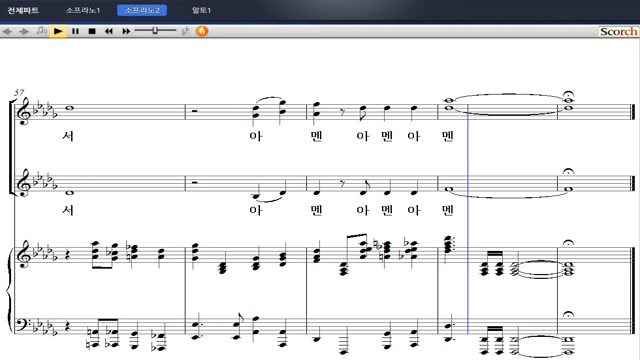 전체파트 소프라노1 소프라노2 알토1
Scorch
57
서 아 멘 아 멘 아 멘
서 아 멘 아 멘 아 멘